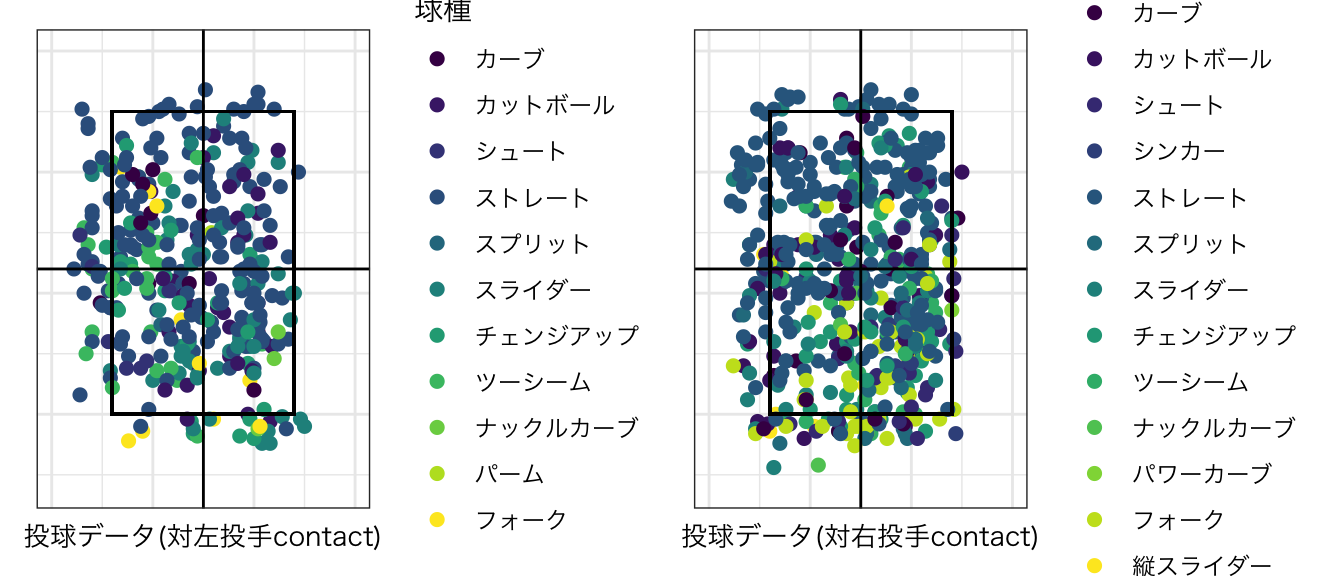 球種
カーブ
カットボール
シュート
ストレート
スプリット
スライダー
チェンジアップ
ツーシーム
ナックルカーブ
パーム
フォーク
投球データ(対左投手contact)
カーブ
カットボール
シュート
シンカー
ストレート
スプリット
スライダー
チェンジアップ
ツーシーム
ナックルカーブ
パワーカーブ
フォーク
縦スライダー
投球データ(対右投手contact)